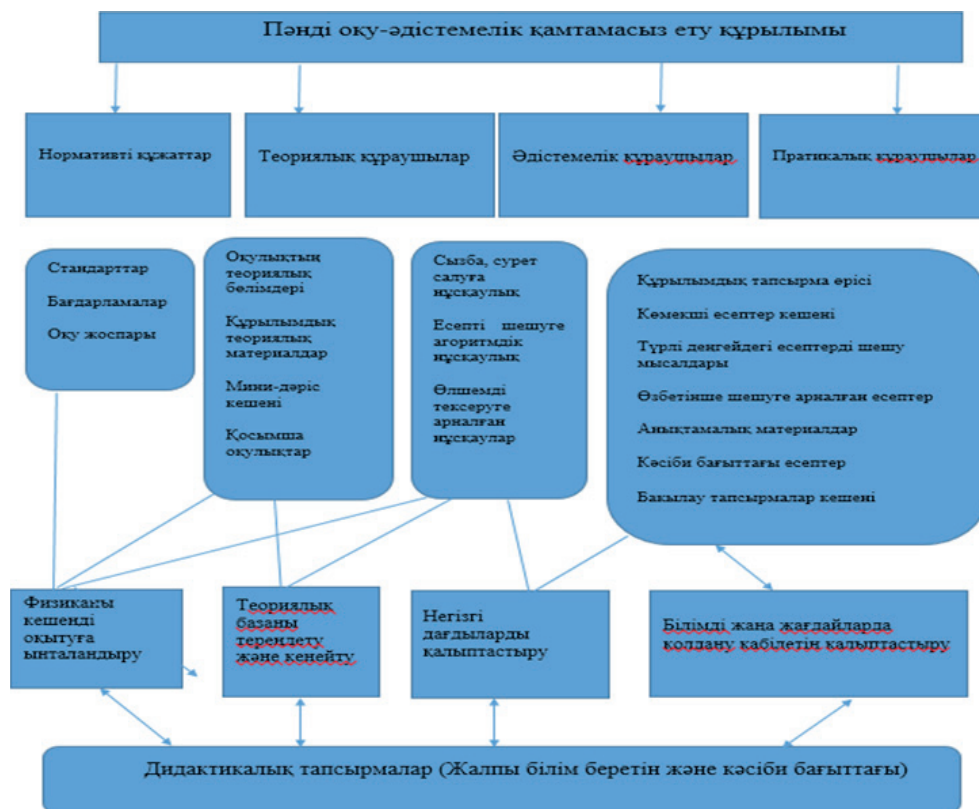 Пәнді оқу-әдістемелік қамтамасыз ету құрылымы
Нормативті құжаттар
Теориялық құраушылар
Әдістемелік құраушылар
Пратикалық құраушылар
Стандарттар
Бағдарламалар
Оқу жоспары
Оқулықтың
теориялық
бөлімдері
Құрылымдық
теориялық
материалдар
Мини-дәріс
кешені
Қосымша
оқулықтар
Сызба, сурет
салуға
нұсқаулық
Есепті шешуге
агоритмдік
нұсқаулық
Өлшемді
тексеруге
арналған
нұсқаулар
Құрылымдық тапсырма өрісі
Көмекші есептер кешені
Түрлі деңгейдегі есептерді шешу
мысалдары
Өзбетінше шешуге арналған есептер
Анықтамалық материалдар
Кәсіби бағыттағы есептер
Бакылау тапсырмалар кешені
Физиканы
кешенді
оқытуға
ынталандыру
Теориялық
базаны
тереңдету
және кеңейту
Негізгі
дағдыларды
қалыптастыру
Білімді жана жағдайларда
қолдану қабілетін қалыптастыру
Дидактикалық тапсырмалар (Жалпы білім беретін және кәсіби бағыттағы)